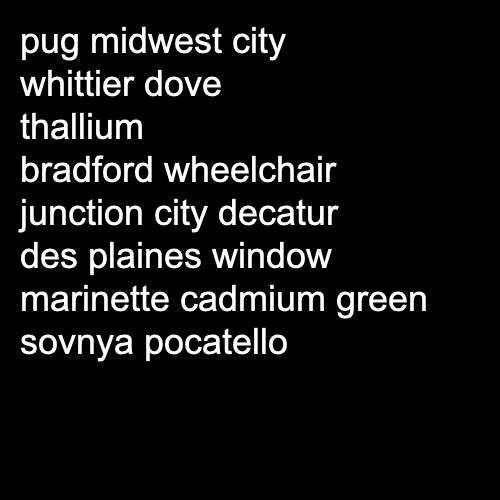 pug midwest city
whittier dove
thallium
bradford wheelchair
junction city decatur
des plaines window
marinette cadmium green
sovnya pocatello